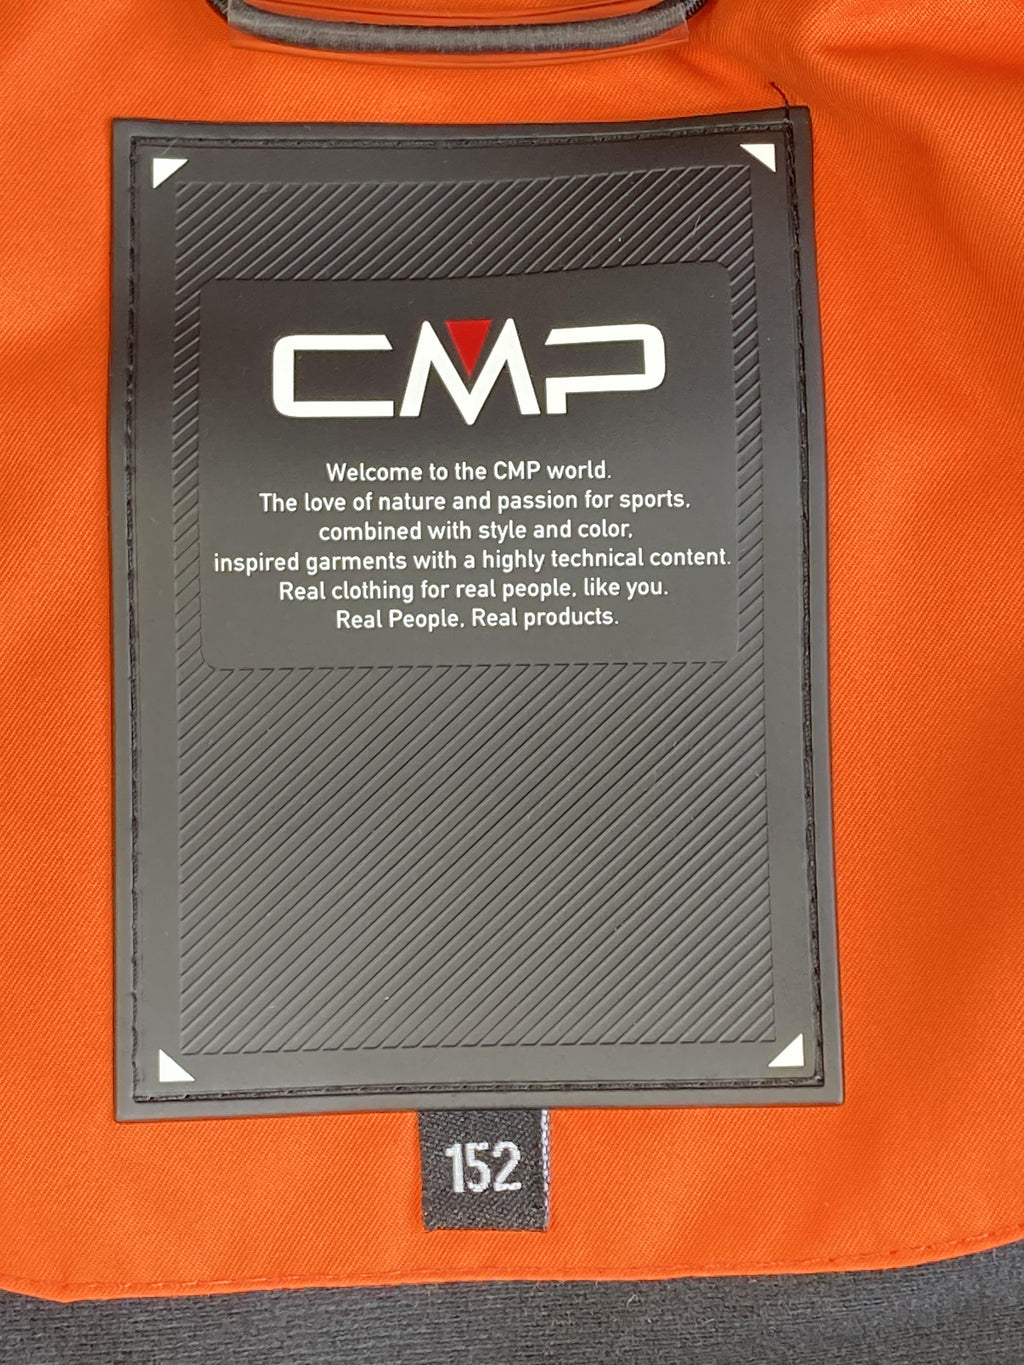 CMP
Welcome to the CMP world.
The love of nature and passion for sports,
combined with style and color,
inspired garments with a highly technical content.
Real clothing for real people, like you.
Real People, Real products.
152